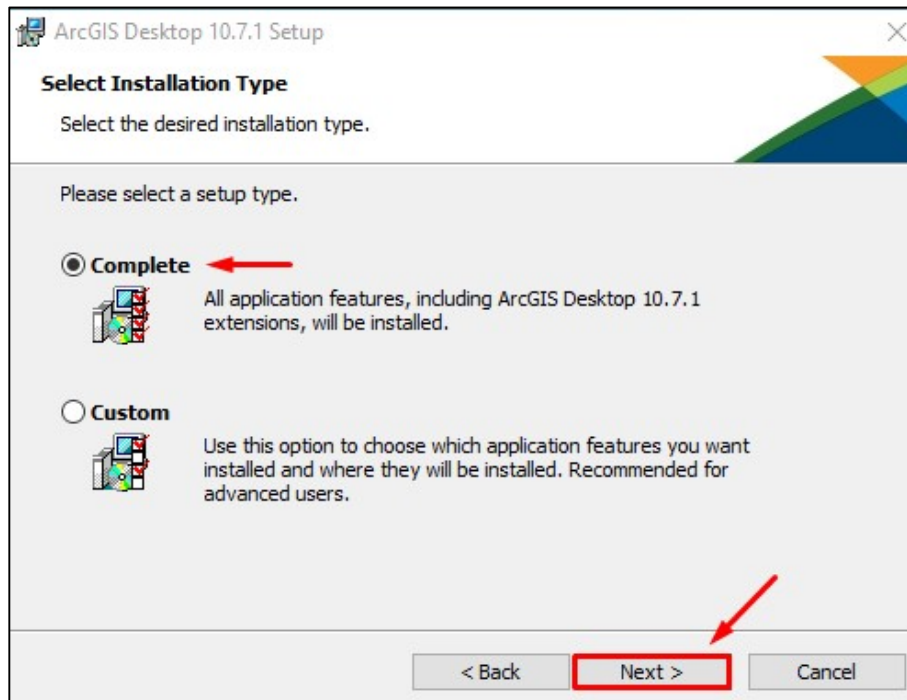 ArcGIS Desktop 10.7.1 Setup
Select Installation Type
Select the desired installation type.
Please select a setup type.
Complete
All application features, including ArcGIS Desktop 10.7.1
extensions, will be installed.
Custom
Use this option to choose which application features you want
installed and where they will be installed. Recommended for
advanced users.
< Back Next > Cancel